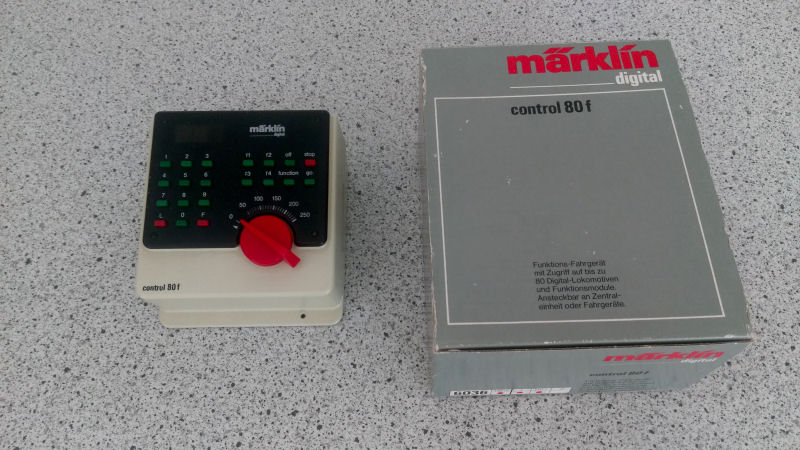 märklin
digital
1 2 3
f1 f2 off stop
4 5 6
f3 f4 function go
7 8 9
L 0 F
0 50 100 150 200 250
control 80 f
märklin
digital
control 80 f
Funktions-Fahrgerät
mit Zugriff auf bis zu
80 Digital-Lokomotiven
und Funktionsmodule.
Ansteckbar an Zentral-
einheit oder Fahrgeräte.
märklin
digital
control 80 f
6036